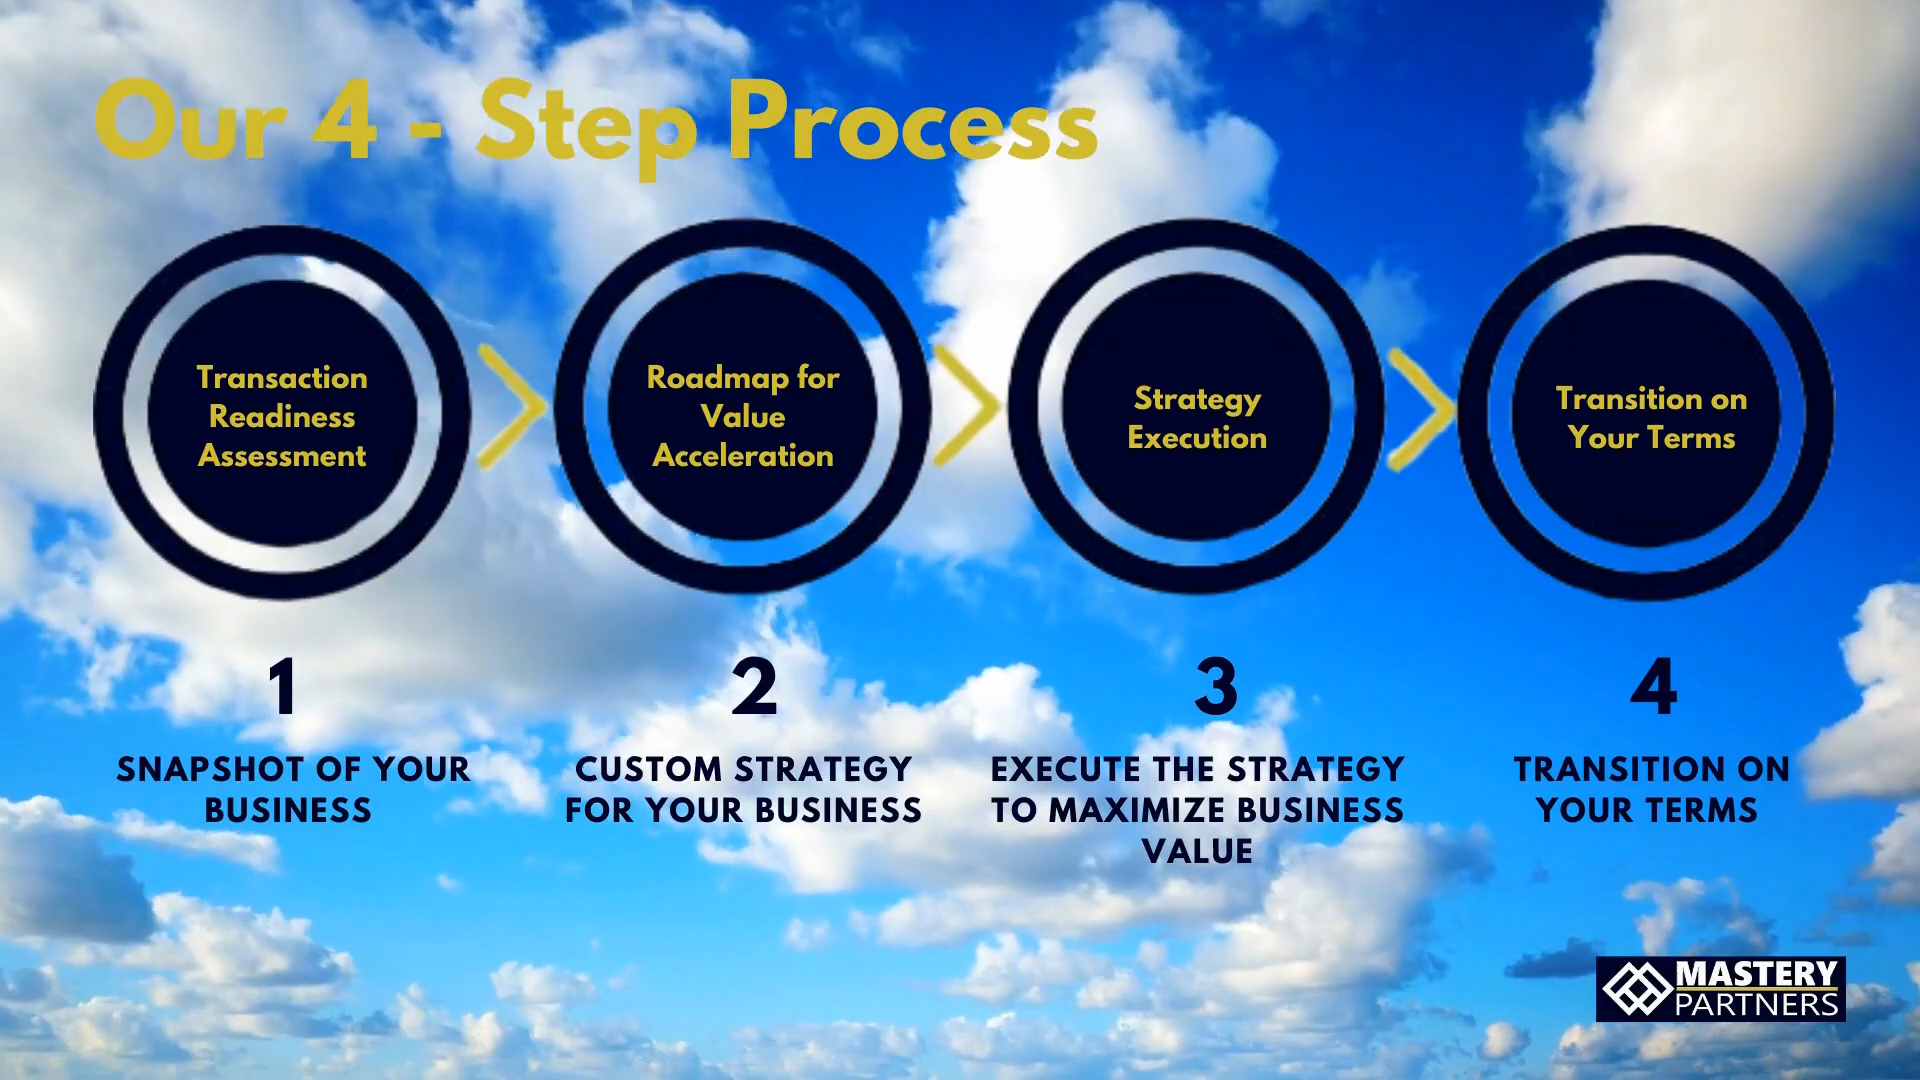 Our 4 - Step Process
Transaction
Readiness
Assessment
Roadmap for
Value
Acceleration
Strategy
Execution
Transition on
Your Terms
1
SNAPSHOT OF YOUR
BUSINESS
2
CUSTOM STRATEGY
FOR YOUR BUSINESS
3
EXECUTE THE STRATEGY
TO MAXIMIZE BUSINESS
VALUE
4
TRANSITION ON
YOUR TERMS
MASTERY
PARTNERS